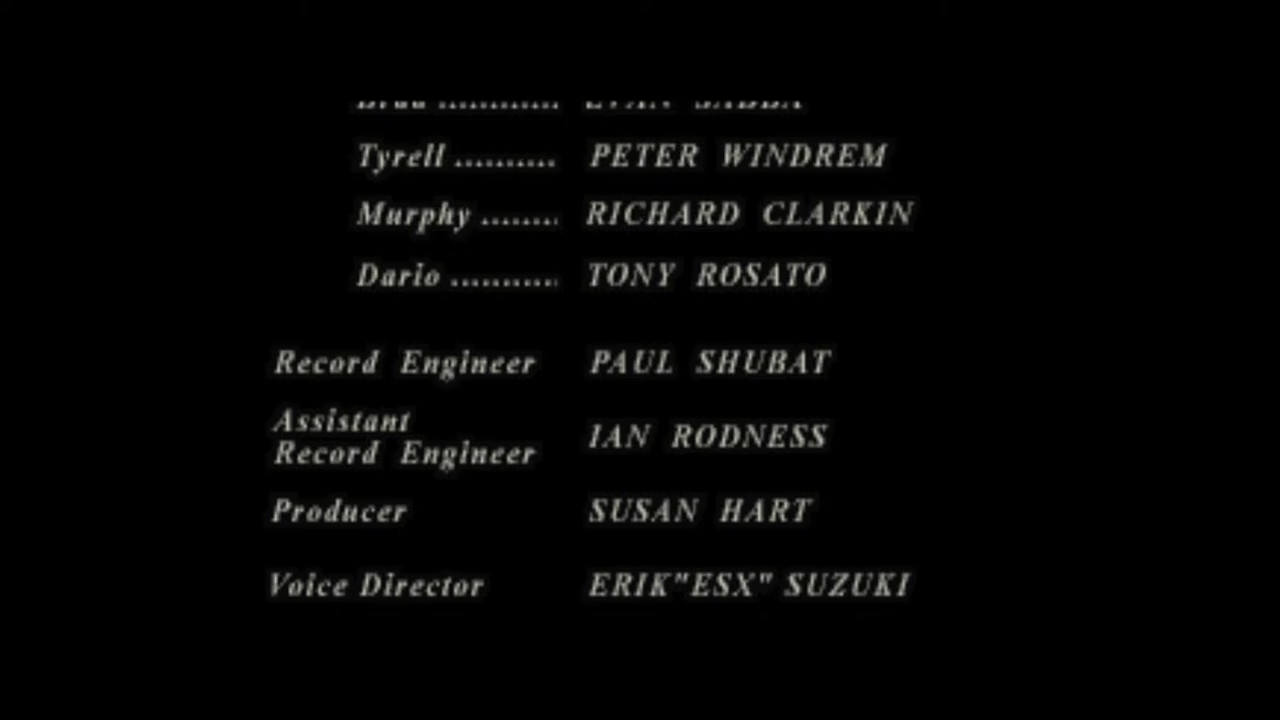 Tyrell .......... PETER WINDREM
Murphy ........ RICHARD CLARKIN
Dario ........... TONY ROSATO
Record Engineer PAUL SHUBAT
Assistant
Record Engineer IAN RODNESS
Producer SUSAN HART
Voice Director ERIK"ESX" SUZUKI